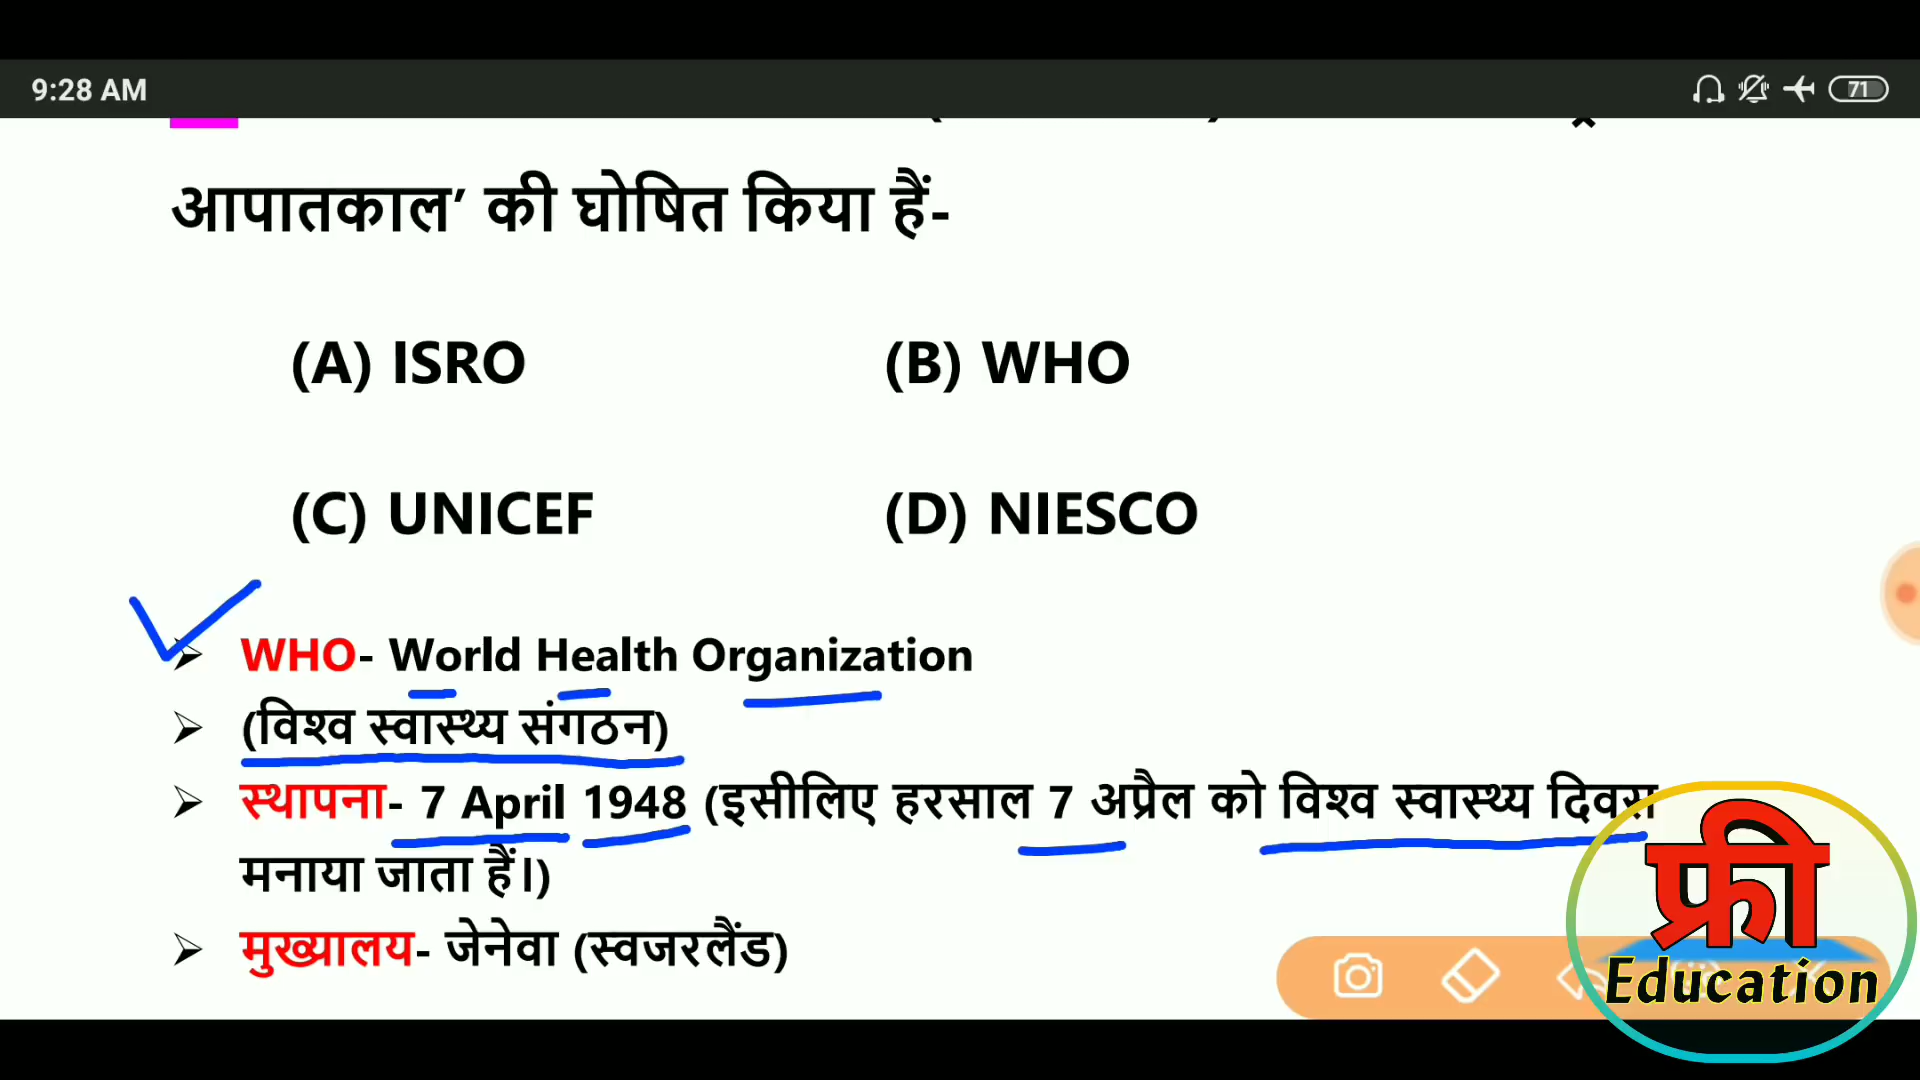 9:28 AM
71
आपातकाल’ की घोषित किया हैं-
(A) ISRO (B) WHO
(C) UNICEF (D) NIESCO
WHO- World Health Organization
(विश्व स्वास्थ्य संगठन)
स्थापना- 7 April 1948 (इसीलिए हरसाल 7 अप्रैल को विश्व स्वास्थ्य दिवस
मनाया जाता हैं।)
मुख्यालय- जेनेवा (स्वजरलैंड)
फ्री
Education